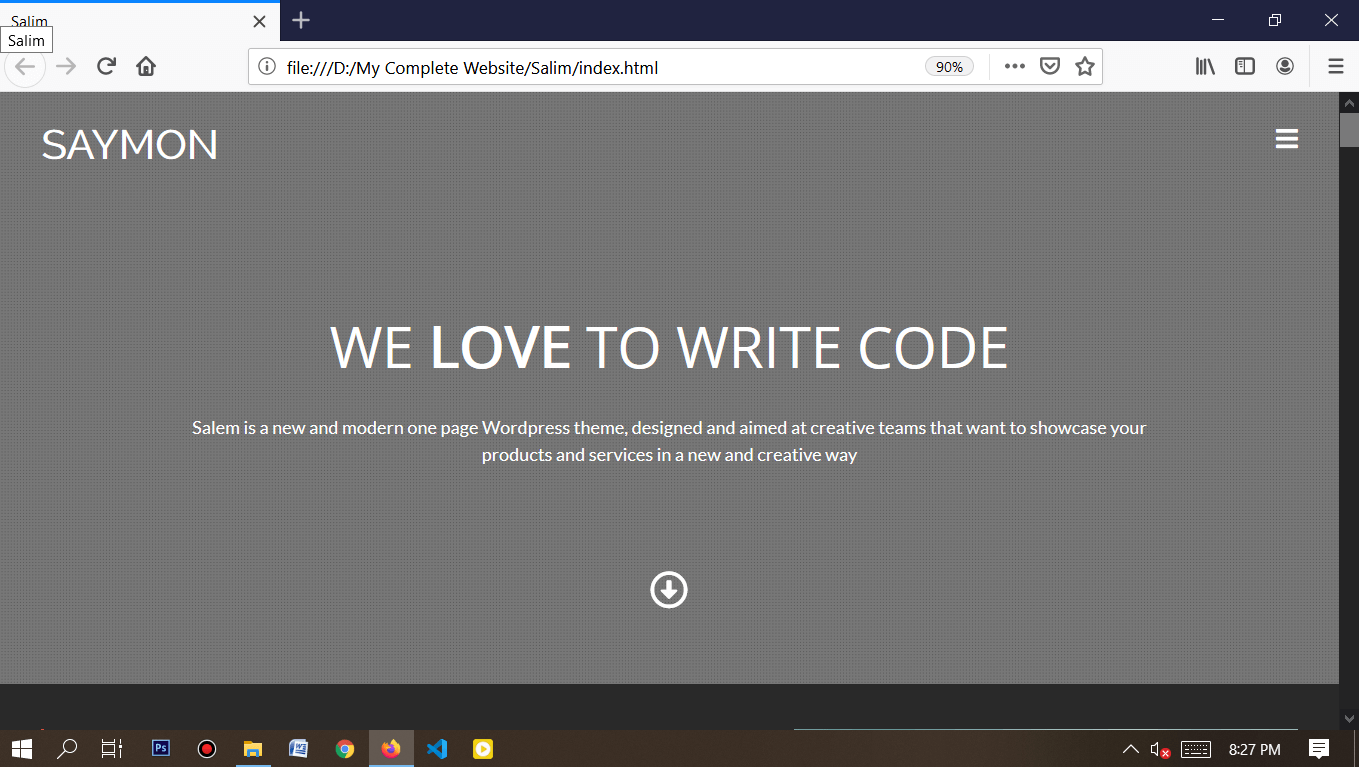 Salim
Salim
file:///D:/My Complete Website/Salim/index.html
90%
SAYMON
WE LOVE TO WRITE CODE
Salem is a new and modern one page Wordpress theme, designed and aimed at creative teams that want to showcase your
products and services in a new and creative way
Ps
8:27 PM